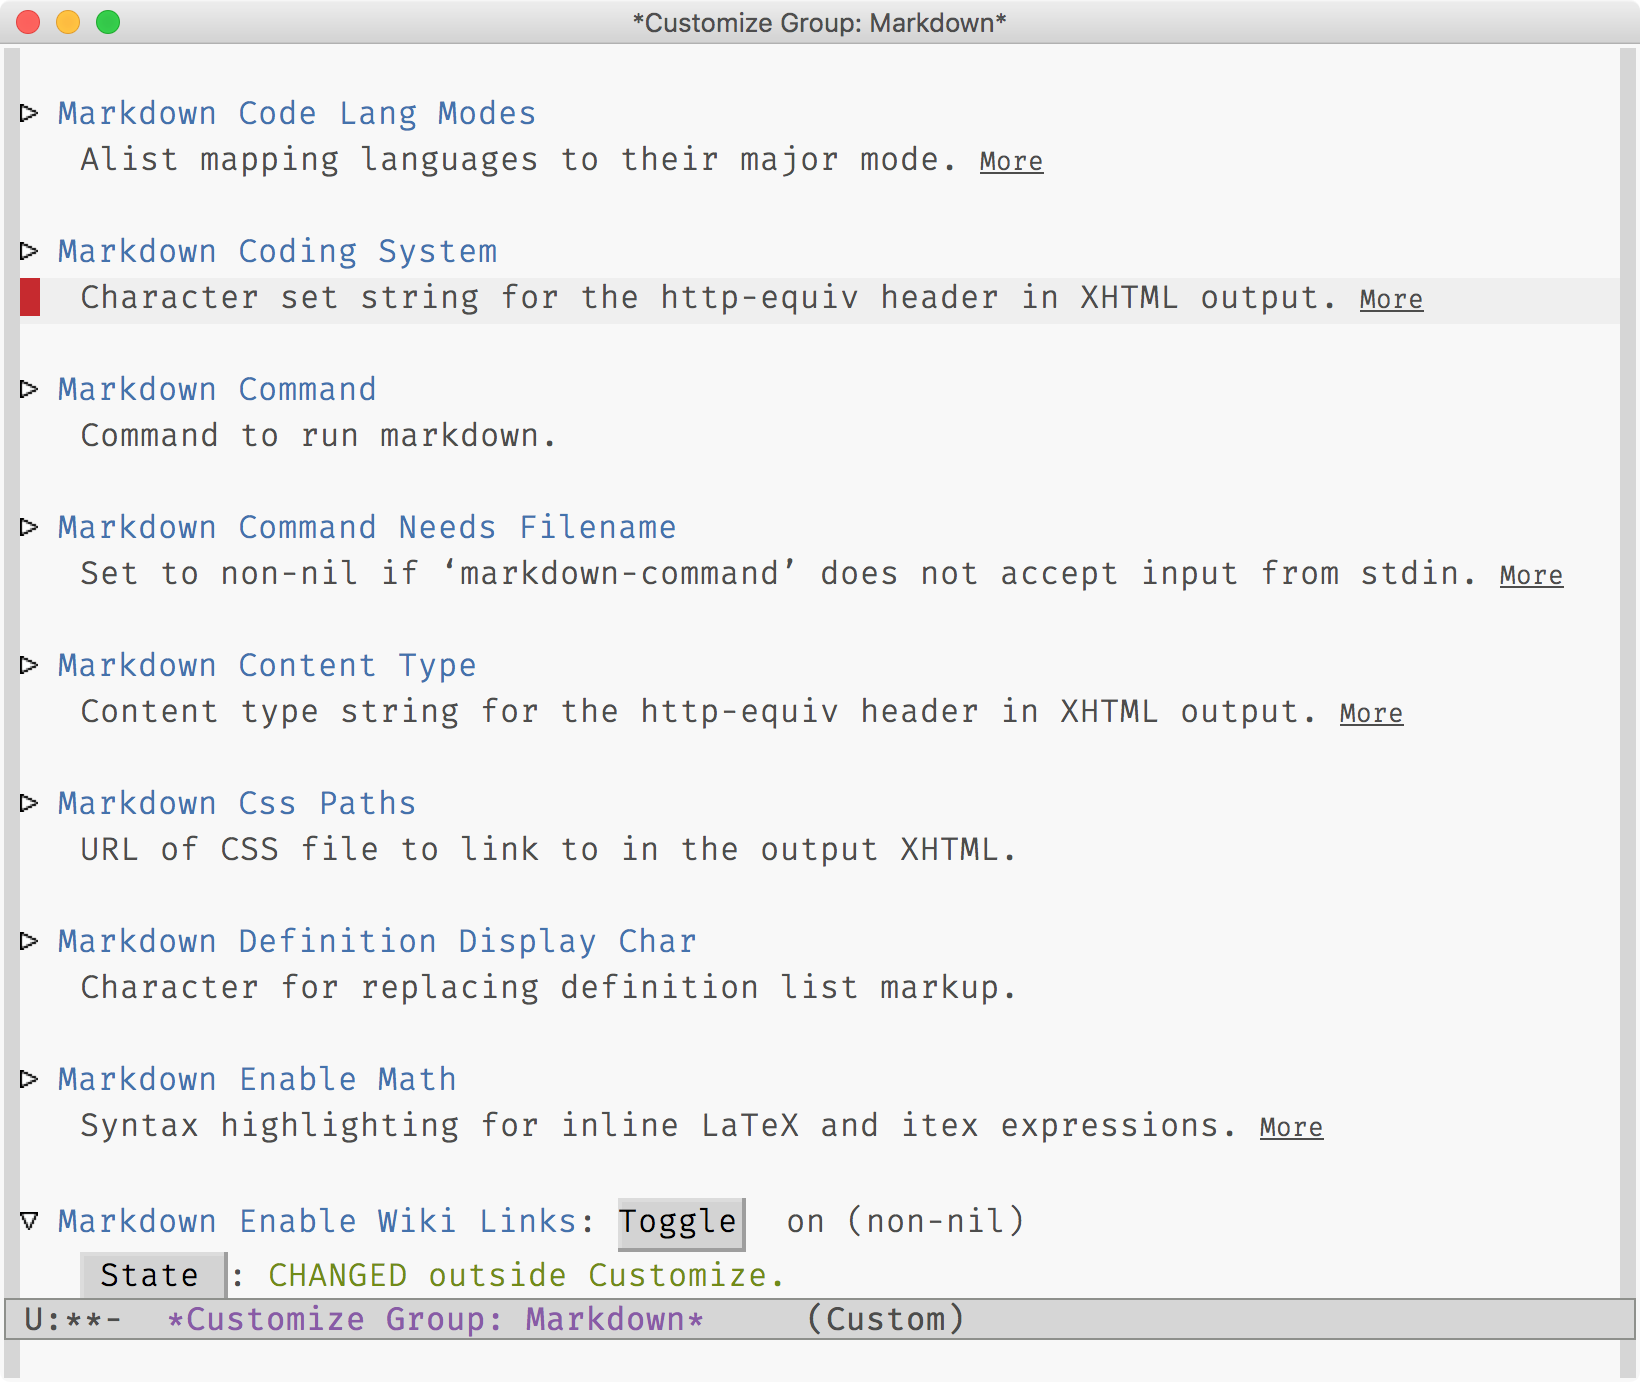 *Customize Group: Markdown*
Markdown Code Lang Modes
Alist mapping languages to their major mode. More
Markdown Coding System
Character set string for the http-equiv header in XHTML output. More
Markdown Command
Command to run markdown.
Markdown Command Needs Filename
Set to non-nil if ‘markdown-command’ does not accept input from stdin. More
Markdown Content Type
Content type string for the http-equiv header in XHTML output. More
Markdown Css Paths
URL of CSS file to link to in the output XHTML.
Markdown Definition Display Char
Character for replacing definition list markup.
Markdown Enable Math
Syntax highlighting for inline LaTeX and itex expressions. More
Markdown Enable Wiki Links: Toggle on (non-nil)
State : CHANGED outside Customize.
U:**- *Customize Group: Markdown* (Custom)